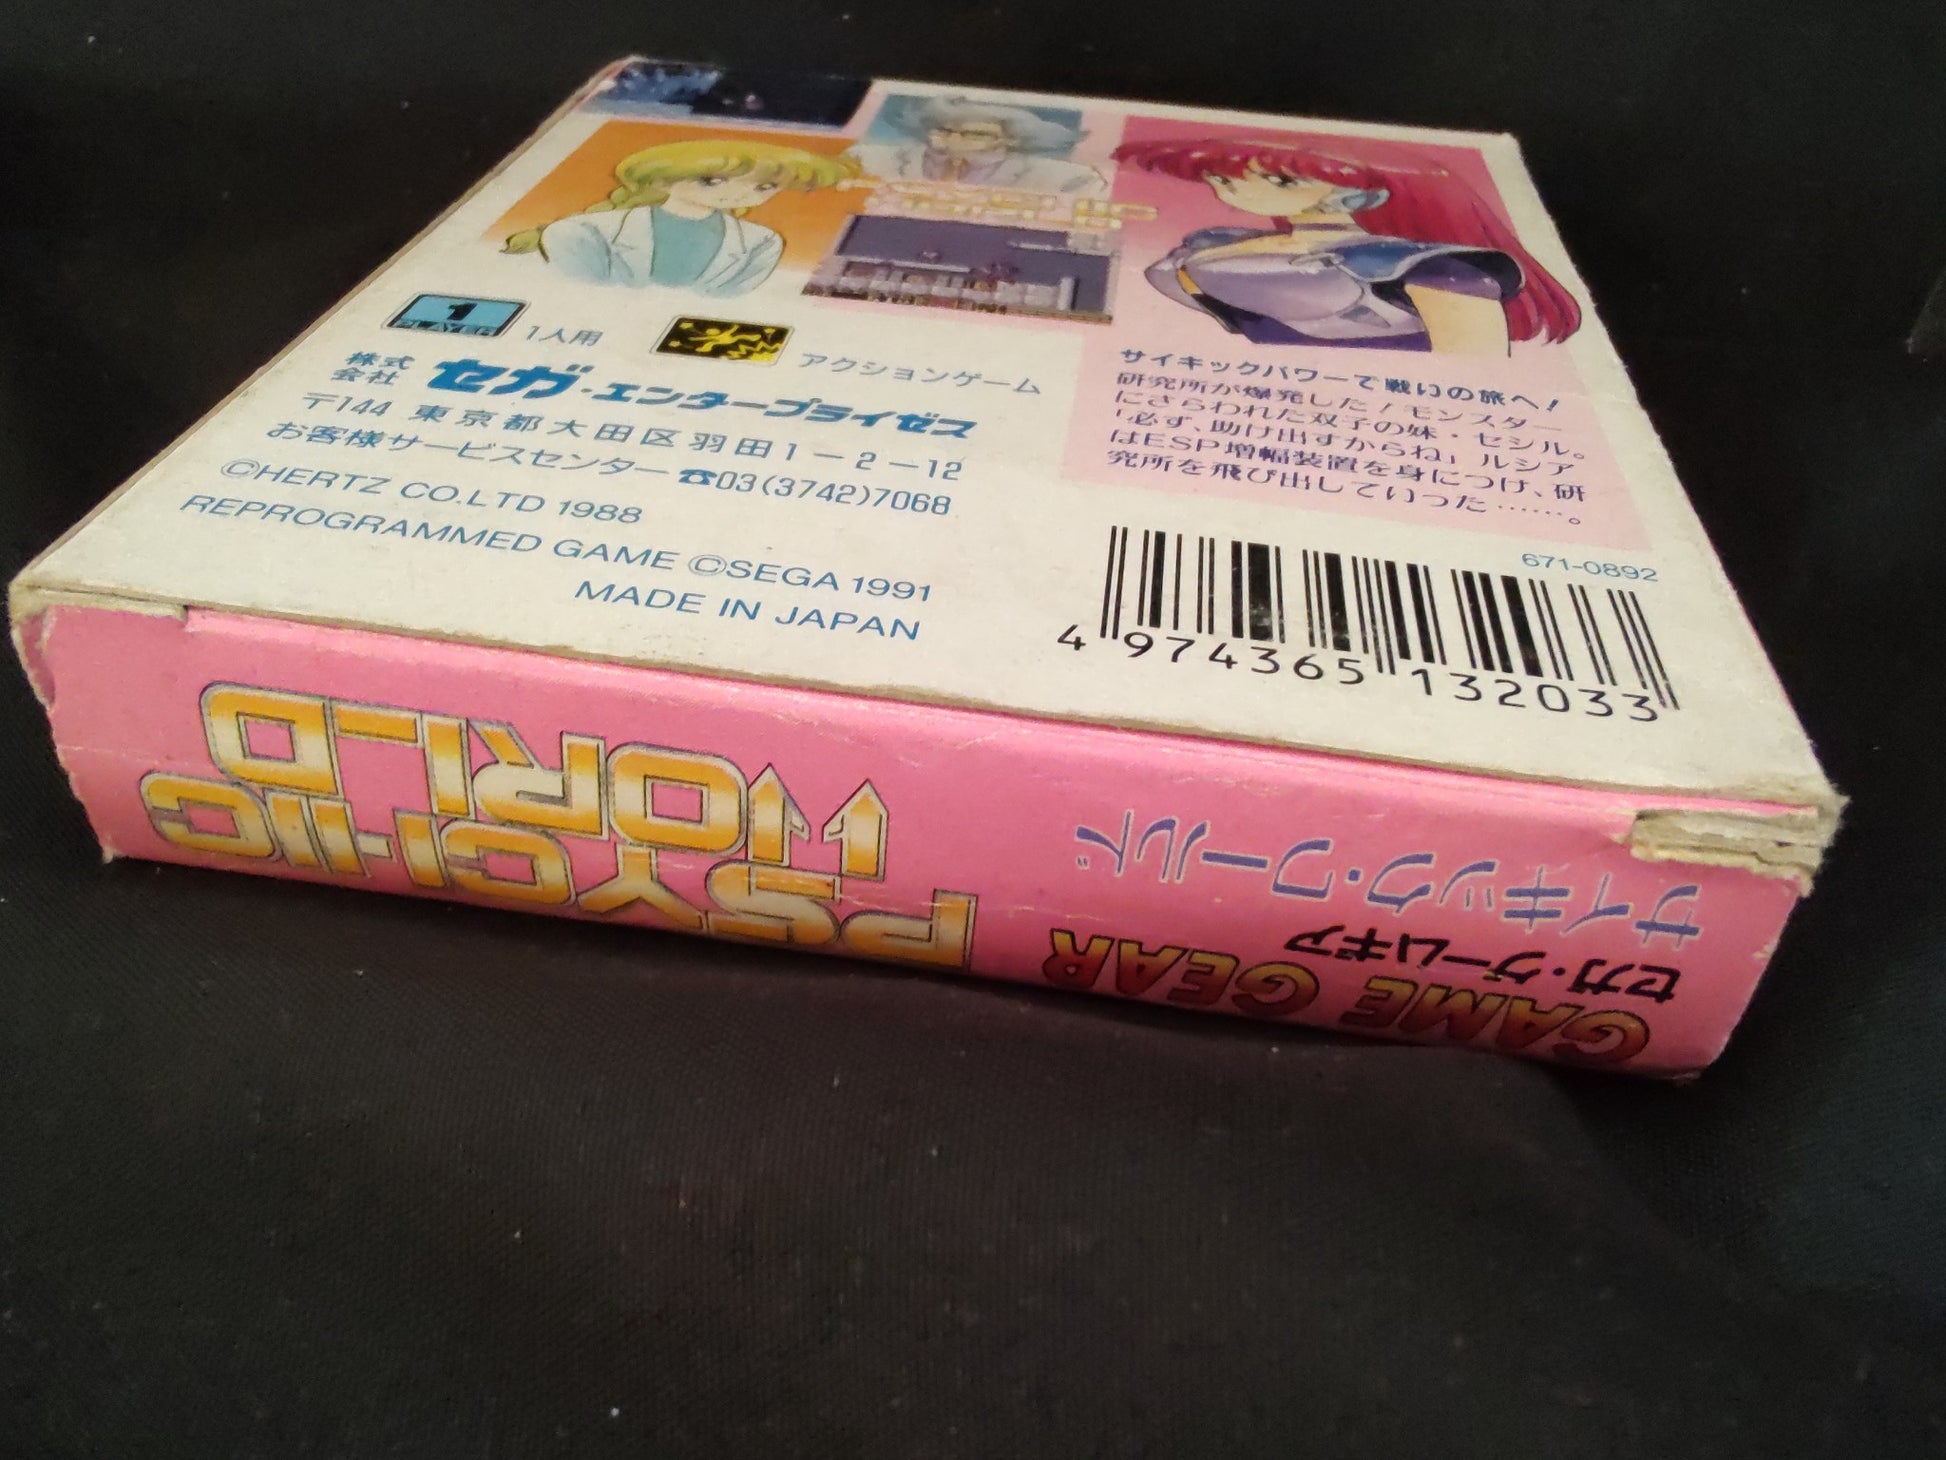 1
PLAYER
1人用
アクションゲーム
株式会社 セガ・エンタープライゼス
〒144 東京都大田区羽田1-2-12
お客様サービスセンター ☎03(3742)7068
©HERTZ CO.LTD 1988
REPROGRAMMED GAME ©SEGA 1991
MADE IN JAPAN
サイキックパワーで戦いの旅へ!
研究所が爆発した!モンスター
にさらわれた双子の妹・セシル。
「必ず、助け出すからね」ルシア
はESP増幅装置を身につけ、研
究所を飛び出していった……。
671-0892
4 974365 132033
GAME GEAR
セガ・ゲームギア
サイキック・ワールド
PSYCHIC
WORLD